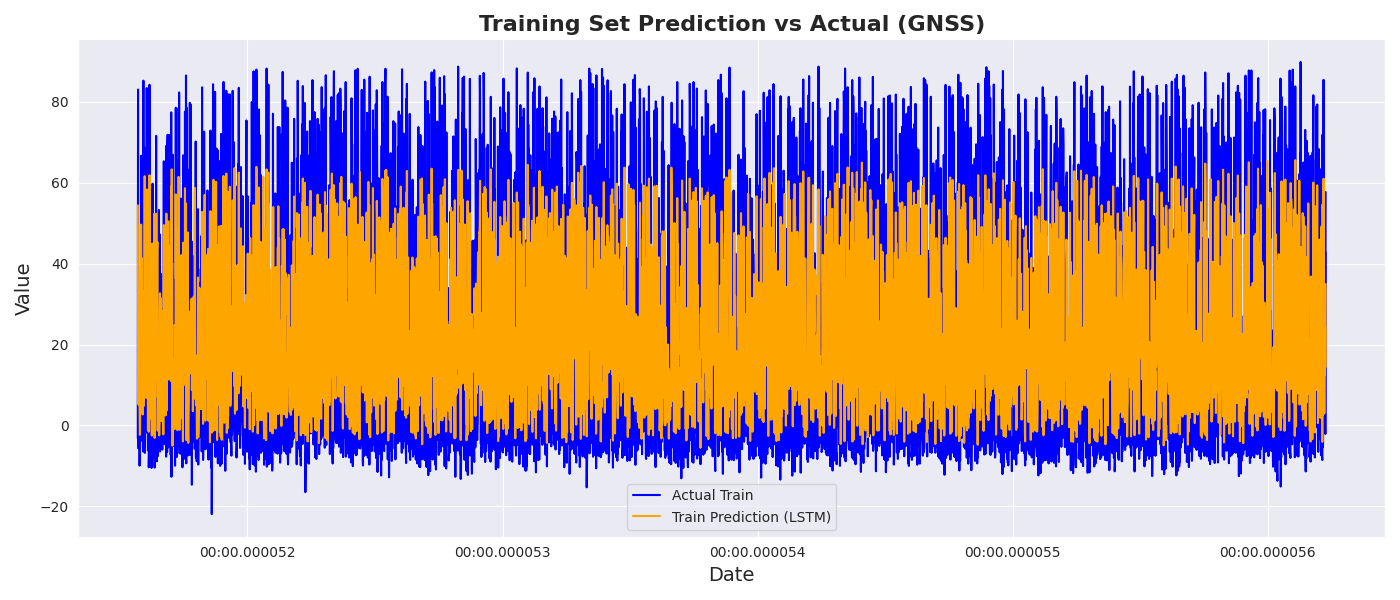 Training Set Prediction vs Actual (GNSS)
Value
80
60
40
20
0
−20
Actual Train
Train Prediction (LSTM)
00:00.000052
00:00.000053
00:00.000054
00:00.000055
00:00.000056
Date